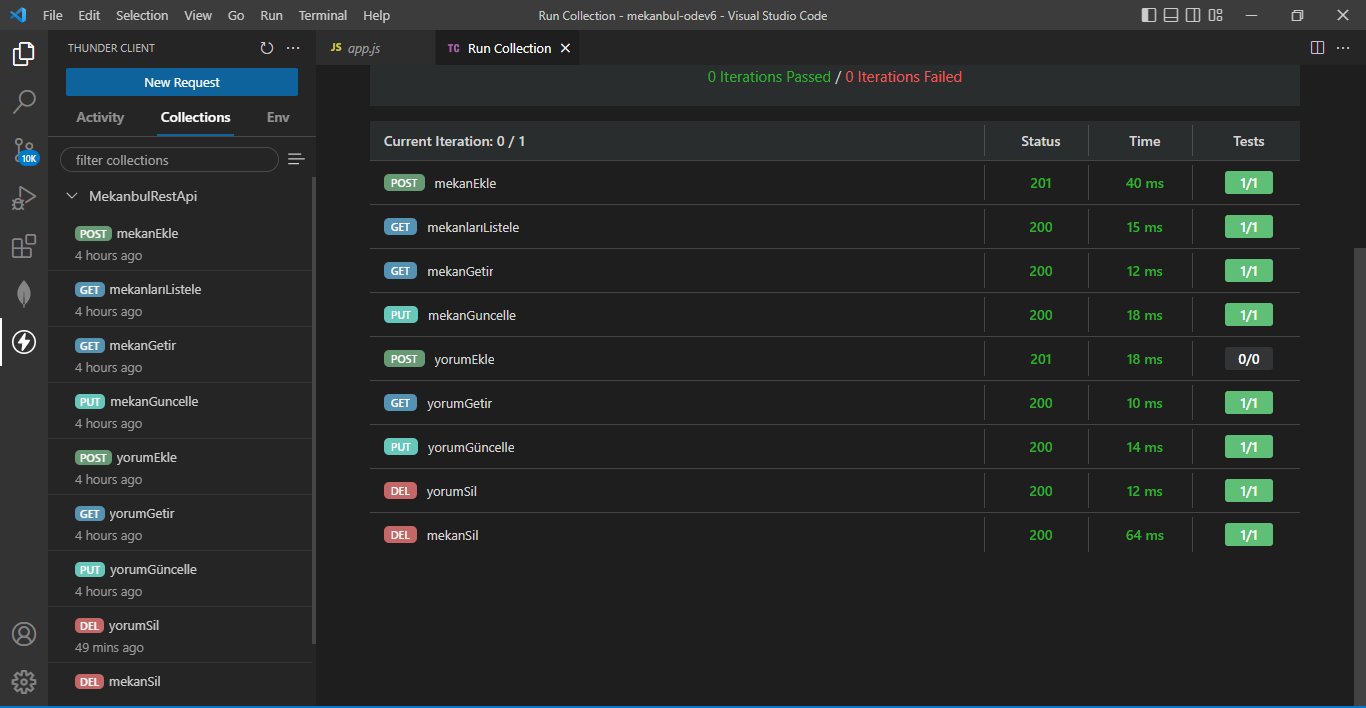 File Edit Selection View Go Run Terminal Help
Run Collection - mekanbul-odev6 - Visual Studio Code
THUNDER CLIENT
New Request
Activity Collections Env
filter collections
MekanbulRestApi
POST mekanEkle
4 hours ago
GET mekanlarıListele
4 hours ago
GET mekanGetir
4 hours ago
PUT mekanGuncelle
4 hours ago
POST yorumEkle
4 hours ago
GET yorumGetir
4 hours ago
PUT yorumGüncelle
4 hours ago
DEL yorumSil
49 mins ago
DEL mekanSil
10K
JS app.js
TC Run Collection
0 Iterations Passed / 0 Iterations Failed
Current Iteration: 0 / 1 Status Time Tests
POST mekanEkle 201 40 ms 1/1
GET mekanlarıListele 200 15 ms 1/1
GET mekanGetir 200 12 ms 1/1
PUT mekanGuncelle 200 18 ms 1/1
POST yorumEkle 201 18 ms 0/0
GET yorumGetir 200 10 ms 1/1
PUT yorumGüncelle 200 14 ms 1/1
DEL yorumSil 200 12 ms 1/1
DEL mekanSil 200 64 ms 1/1